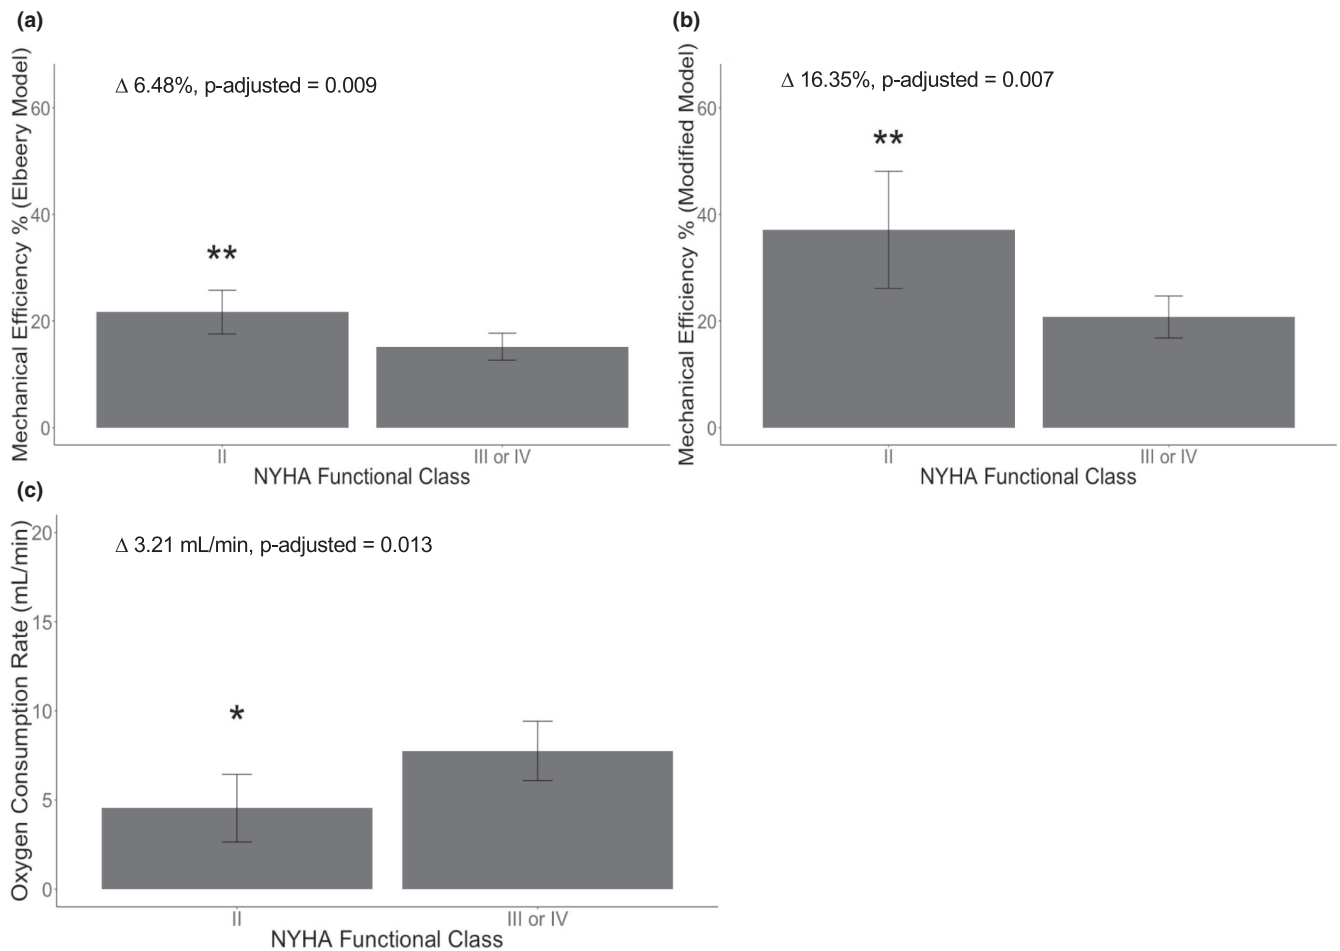 (a)
Δ 6.48%, p-adjusted = 0.009
Mechanical Efficiency % (Elbeery Model)
60
40
20
0
**
II
III or IV
NYHA Functional Class
(b)
Δ 16.35%, p-adjusted = 0.007
Mechanical Efficiency % (Modified Model)
60
40
20
0
**
II
III or IV
NYHA Functional Class
(c)
Δ 3.21 mL/min, p-adjusted = 0.013
Oxygen Consumption Rate (mL/min)
20
15
10
5
0
*
II
III or IV
NYHA Functional Class